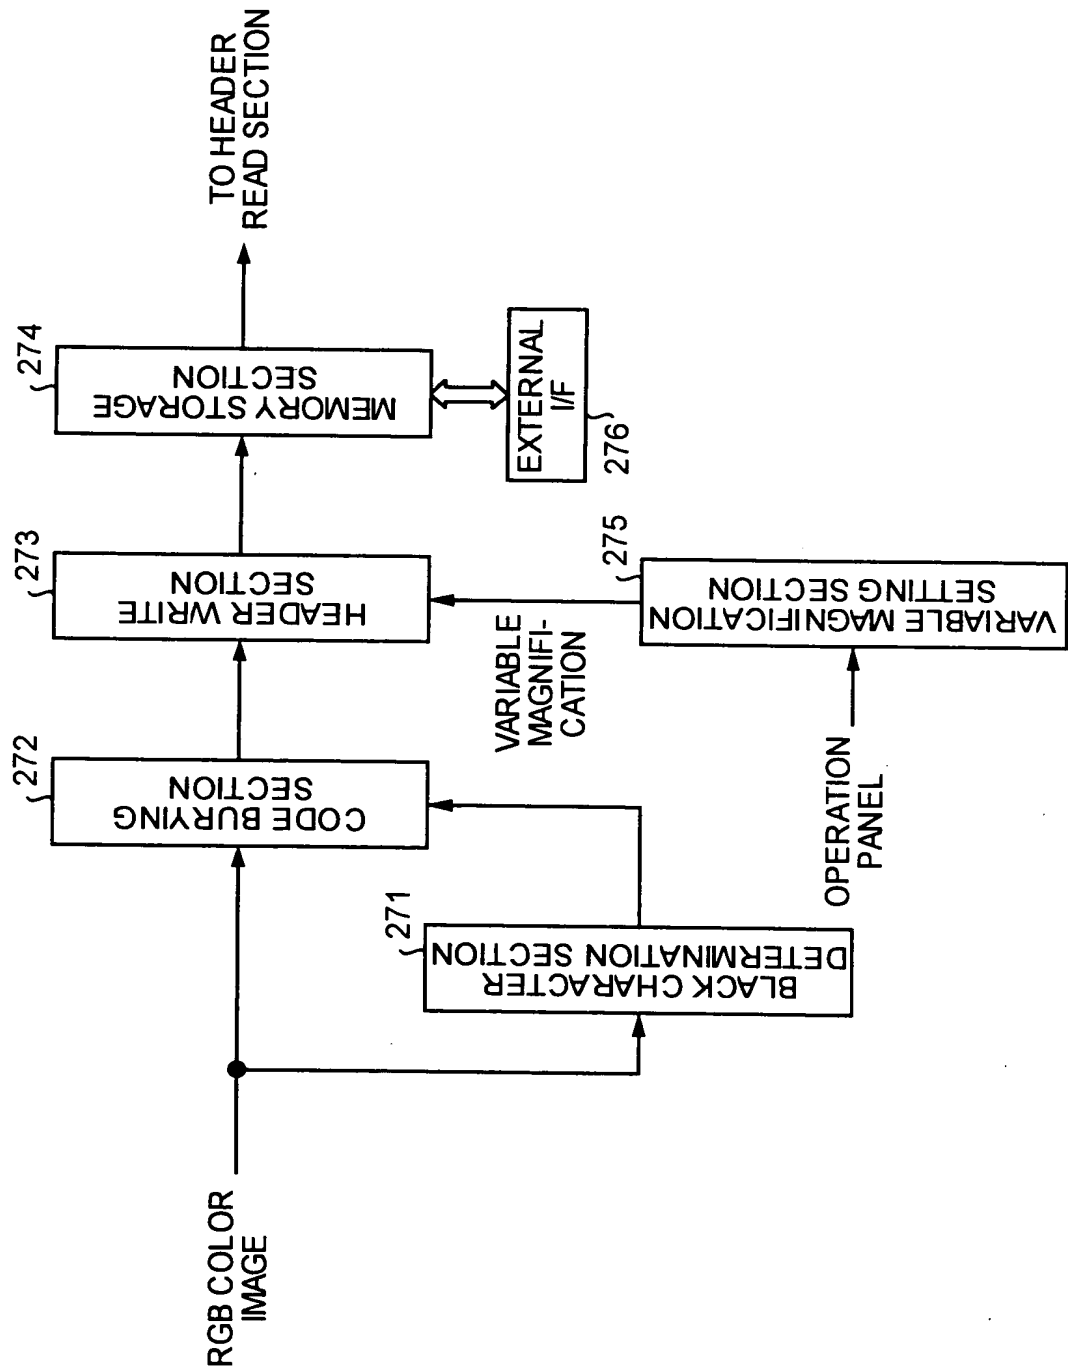 RGB COLOR
IMAGE
271
BLACK CHARACTER
DETERMINATION SECTION
272
CODE BURYING
SECTION
273
HEADER WRITE
SECTION
274
MEMORY STORAGE
SECTION
TO HEADER
READ SECTION
EXTERNAL
I/F
276
VARIABLE
MAGNIFI-
CATION
275
VARIABLE MAGNIFICATION
SETTING SECTION
OPERATION
PANEL